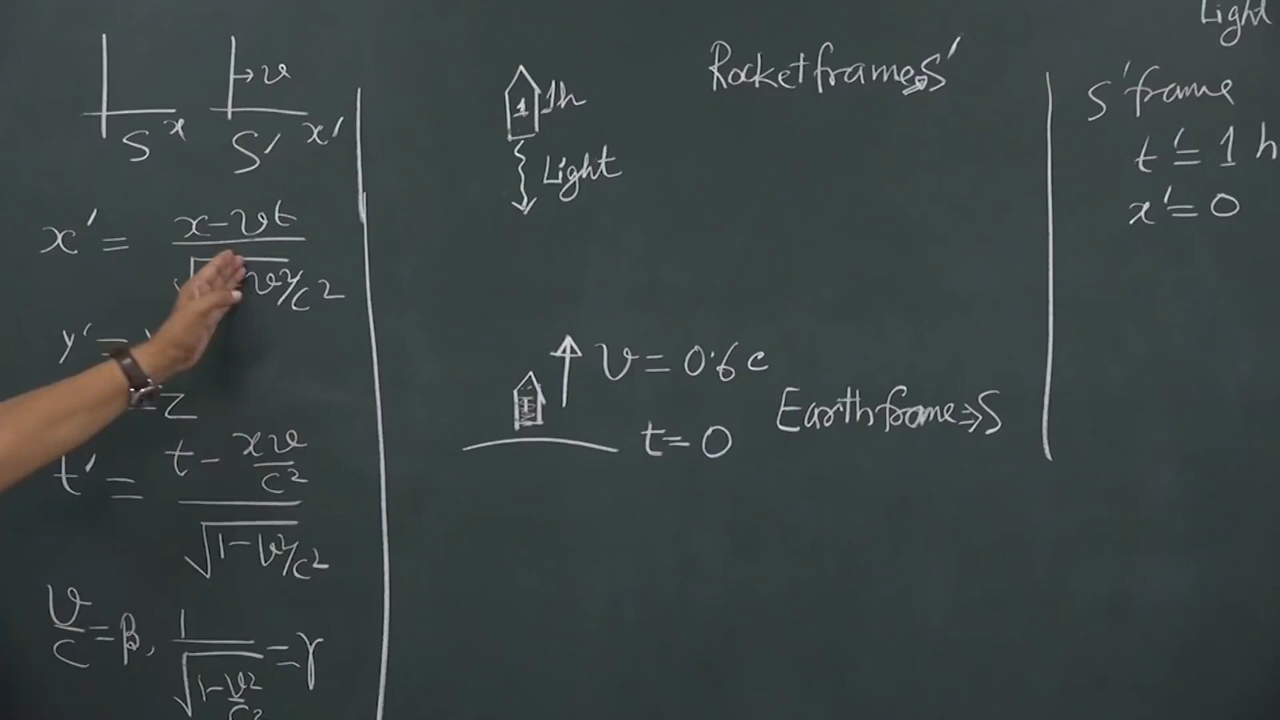 →v
S x S′ x′
x′ = x-vt / √ v²/c²
y′ =
= z
t′ = t - xv/c² / √1-v²/c²
v/c = β, 1/√1-v²/c² = γ
1 1h
Light
Rocket frame⇒S′
v = 0.6c
t = 0
Earth frame⇒S
Light
S′ frame
t′ = 1 h
x′ = 0